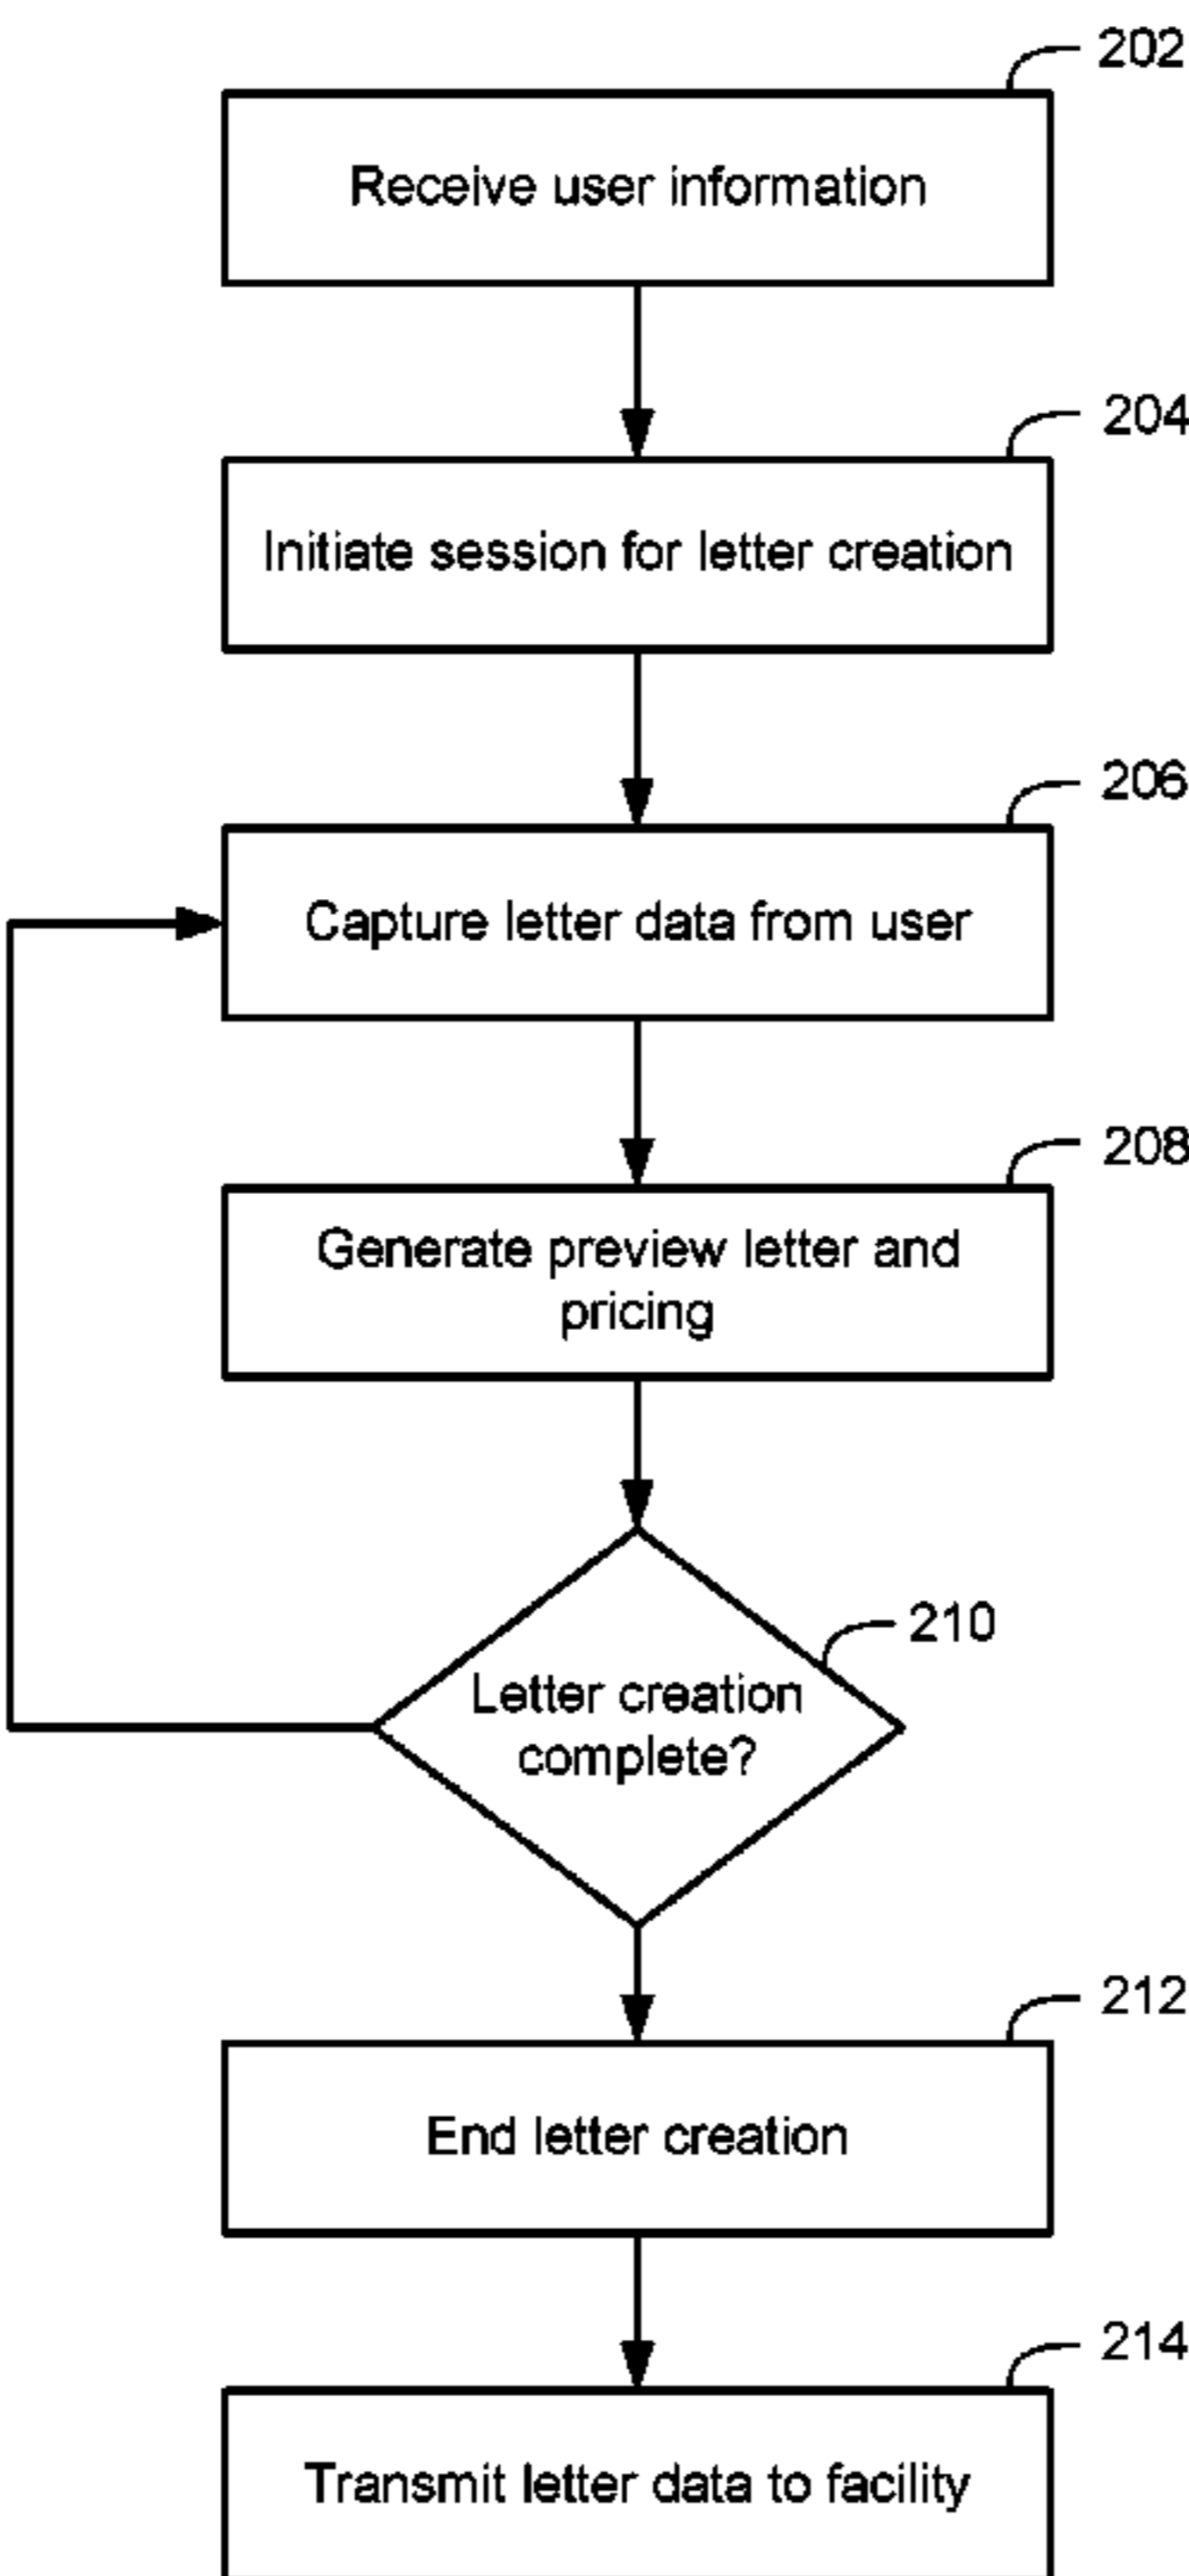 202
Receive user information
204
Initiate session for letter creation
206
Capture letter data from user
208
Generate preview letter and
pricing
210
Letter creation
complete?
212
End letter creation
214
Transmit letter data to facility